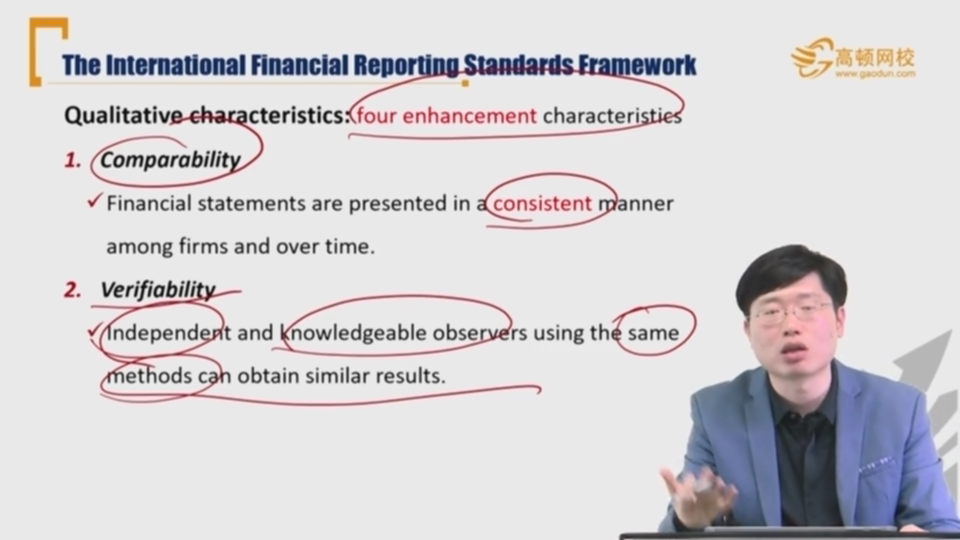 The International Financial Reporting Standards Framework
高顿网校
www.gaodun.com
Qualitative characteristics: four enhancement characteristics
1. Comparability
✓ Financial statements are presented in a consistent manner
among firms and over time.
2. Verifiability
✓ Independent and knowledgeable observers using the same
methods can obtain similar results.